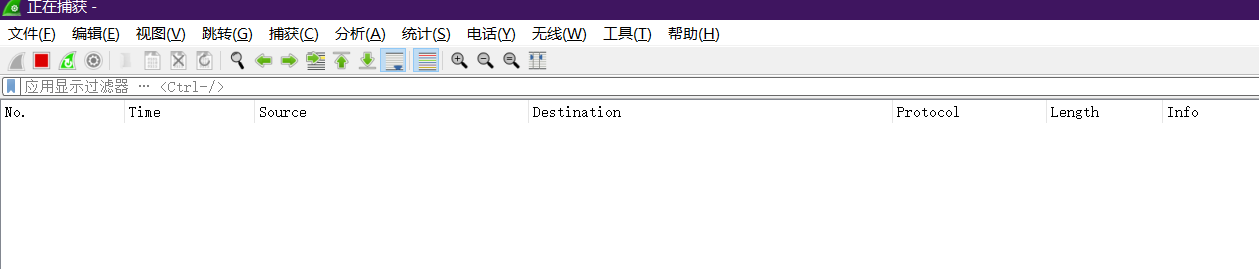 正在捕获 -
文件(F) 编辑(E) 视图(V) 跳转(G) 捕获(C) 分析(A) 统计(S) 电话(Y) 无线(W) 工具(T) 帮助(H)
应用显示过滤器 … <Ctrl-/>
No. Time Source Destination Protocol Length Info